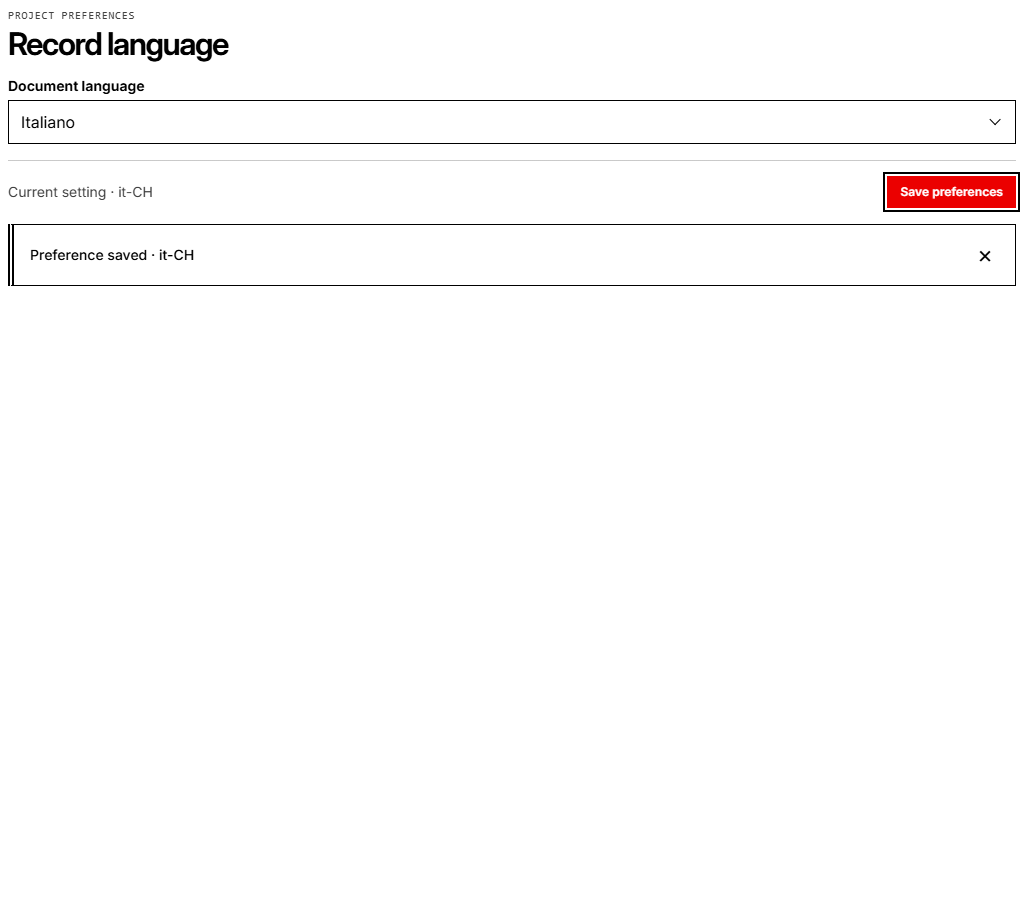 PROJECT PREFERENCES
Record language
Document language
Italiano
Current setting · it-CH
Save preferences
Preference saved · it-CH